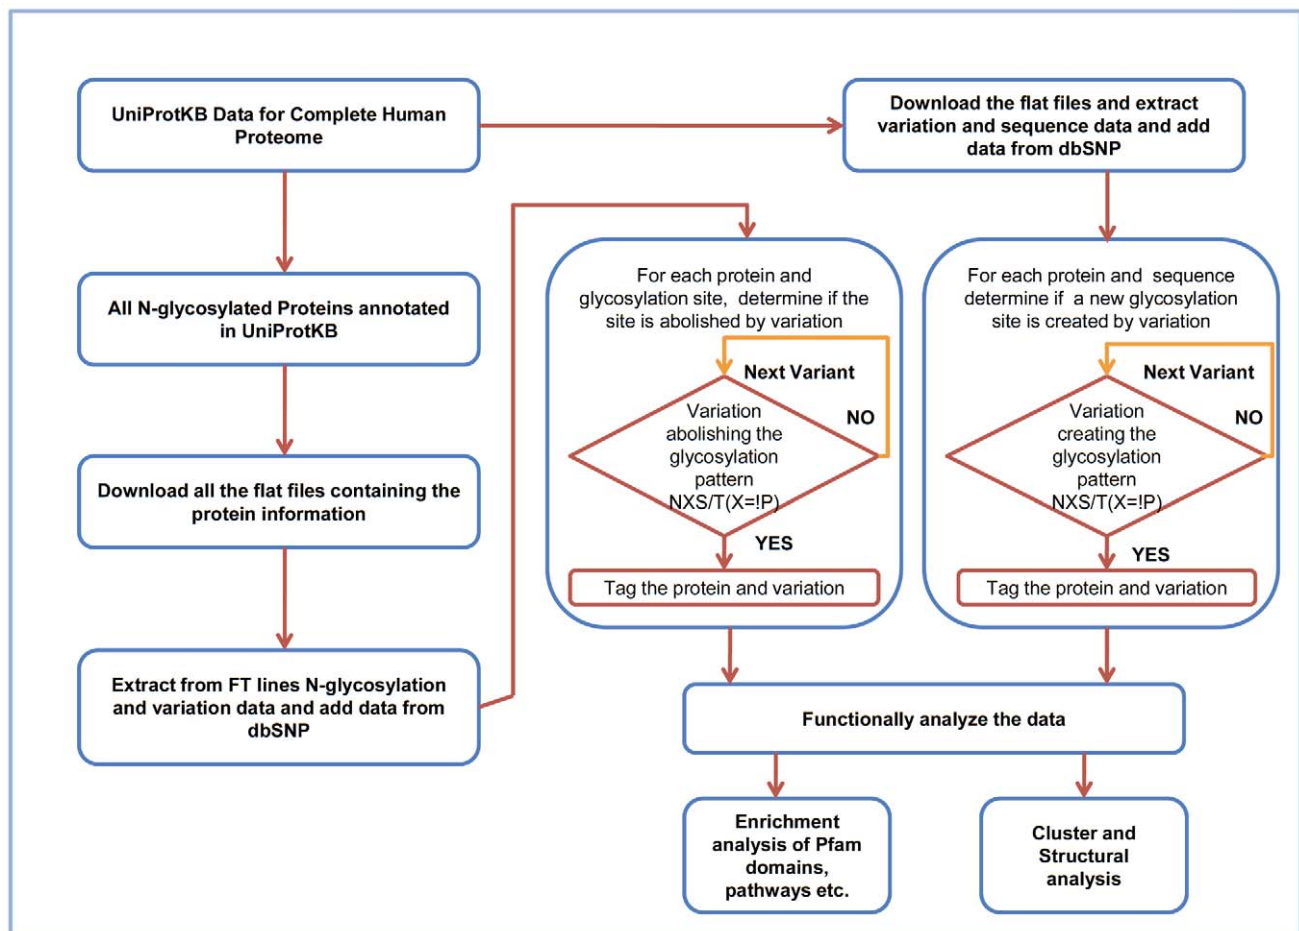 UniProtKB Data for Complete Human
Proteome
Download the flat files and extract
variation and sequence data and add
data from dbSNP
All N-glycosylated Proteins annotated
in UniProtKB
Download all the flat files containing the
protein information
Extract from FT lines N-glycosylation
and variation data and add data from
dbSNP
For each protein and
glycosylation site, determine if the
site is abolished by variation
Next Variant
NO
Variation
abolishing the
glycosylation
pattern
NXS/T(X=!P)
YES
Tag the protein and variation
For each protein and sequence
determine if a new glycosylation
site is created by variation
Next Variant
NO
Variation
creating the
glycosylation
pattern
NXS/T(X=!P)
YES
Tag the protein and variation
Functionally analyze the data
Enrichment
analysis of Pfam
domains,
pathways etc.
Cluster and
Structural
analysis